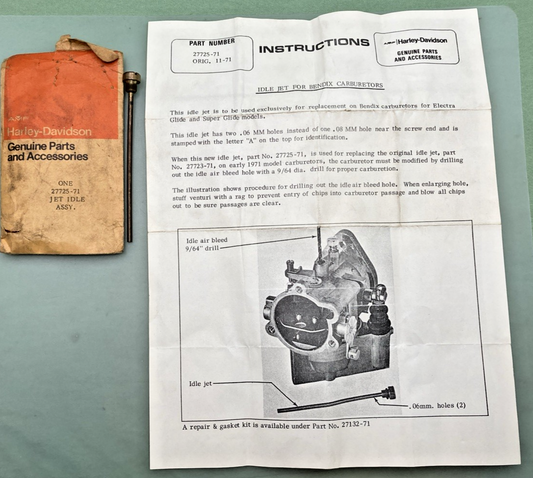 AMF
Harley-Davidson
Genuine Parts
and Accessories
ONE
27725-71
JET IDLE
ASSY.
PART NUMBER
27725-71
ORIG. 11-71
INSTRUCTIONS
AMF Harley-Davidson
GENUINE PARTS
AND ACCESSORIES
IDLE JET FOR BENDIX CARBURETORS
This idle jet is to be used exclusively for replacement on Bendix carburetors for Electra
Glide and Super Glide models.
This idle jet has two .06 MM holes instead of one .08 MM hole near the screw end and is
stamped with the letter "A" on the top for identification.
When this new idle jet, part No. 27725-71, is used for replacing the original idle jet, part
No. 27723-71, on early 1971 model carburetors, the carburetor must be modified by drilling
out the idle air bleed hole with a 9/64 dia. drill for proper carburetion.
The illustration shows procedure for drilling out the idle air bleed hole. When enlarging hole,
stuff venturi with a rag to prevent entry of chips into carburetor passage and blow all chips
out to be sure passages are clear.
Idle air bleed
9/64" drill
Idle jet
.06mm. holes (2)
A repair & gasket kit is available under Part No. 27132-71